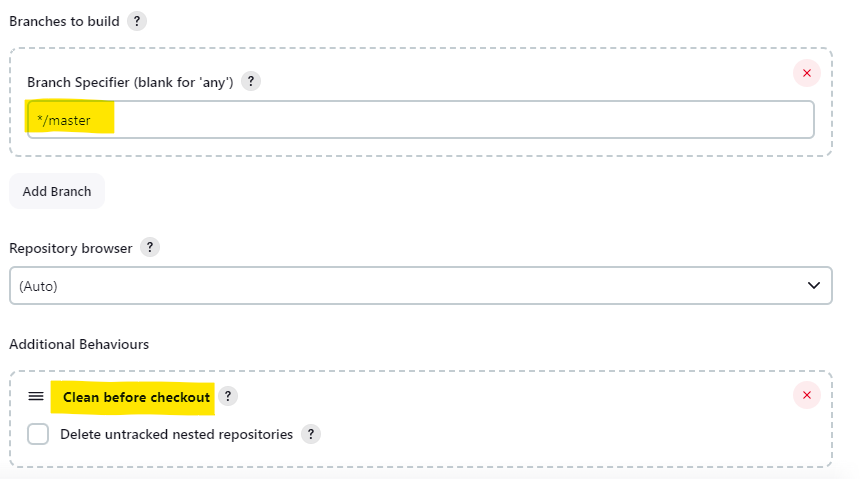 Branches to build ?
Branch Specifier (blank for 'any') ?
*/master
Add Branch
Repository browser ?
(Auto)
Additional Behaviours
Clean before checkout ?
Delete untracked nested repositories ?